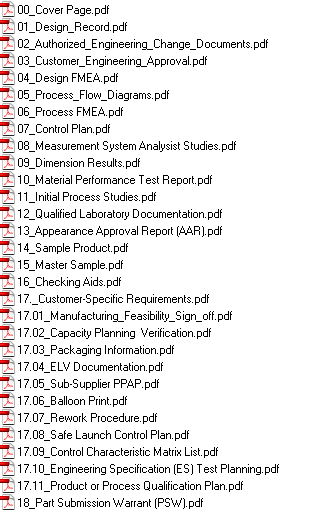 00_Cover Page.pdf
01_Design_Record.pdf
02_Authorized_Engineering_Change_Documents.pdf
03_Customer_Engineering_Approval.pdf
04_Design FMEA.pdf
05_Process_Flow_Diagrams.pdf
06_Process FMEA.pdf
07_Control Plan.pdf
08_Measurement System Analysist Studies.pdf
09_Dimension Results.pdf
10_Material Performance Test Report.pdf
11_Initial Process Studies.pdf
12_Qualified Laboratory Documentation.pdf
13_Appearance Approval Report (AAR).pdf
14_Sample Product.pdf
15_Master Sample.pdf
16_Checking Aids.pdf
17._Customer-Specific Requirements.pdf
17.01_Manufacturing_Feasibility_Sign_off.pdf
17.02_Capacity Planning  Verification.pdf
17.03_Packaging Information.pdf
17.04_ELV Documentation.pdf
17.05_Sub-Supplier PPAP.pdf
17.06_Balloon Print.pdf
17.07_Rework Procedure.pdf
17.08_Safe Launch Control Plan.pdf
17.09_Control Characteristic Matrix List.pdf
17.10_Engineering Specification (ES) Test Planning.pdf
17.11_Product or Process Qualification Plan.pdf
18_Part Submission Warrant (PSW).pdf